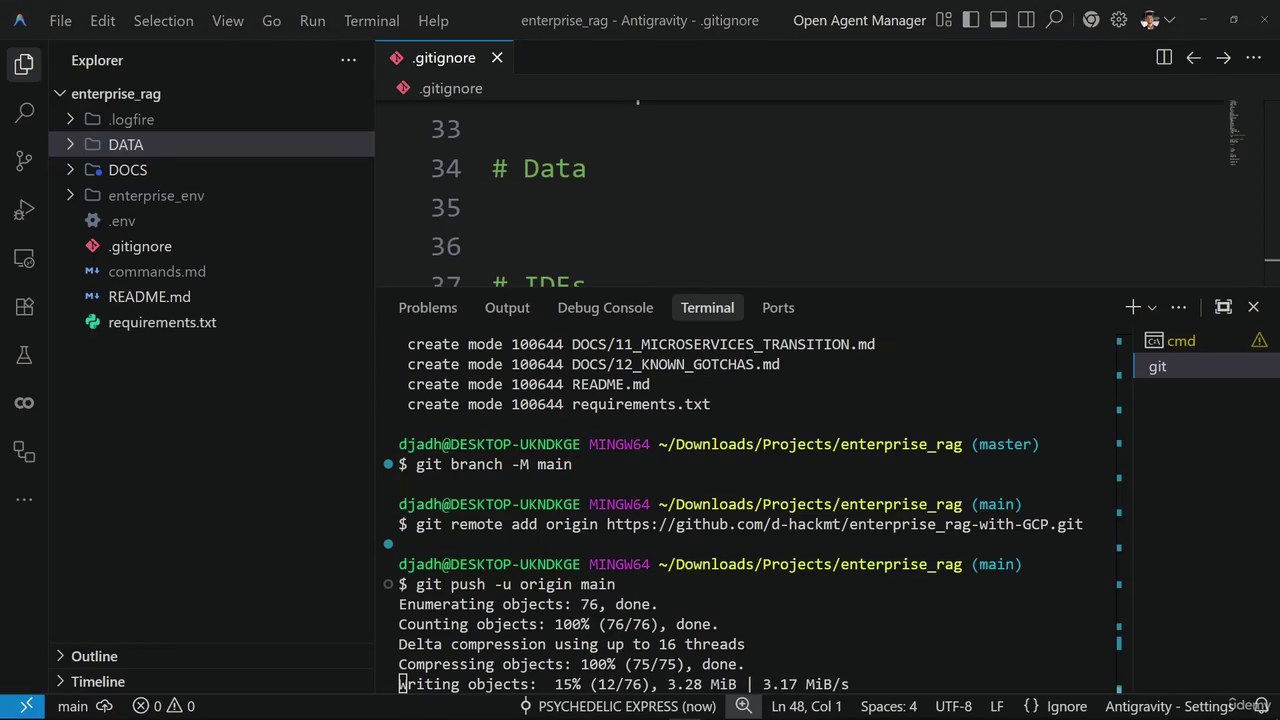 File Edit Selection View Go Run Terminal Help enterprise_rag - Antigravity - .gitignore Open Agent Manager
Explorer
enterprise_rag
.logfire
DATA
DOCS
enterprise_env
.env
.gitignore
commands.md
README.md
requirements.txt
Outline
Timeline
.gitignore
.gitignore
33
34 # Data
35
36
37 # IDEs
Problems Output Debug Console Terminal Ports
cmd
git
create mode 100644 DOCS/11_MICROSERVICES_TRANSITION.md
create mode 100644 DOCS/12_KNOWN_GOTCHAS.md
create mode 100644 README.md
create mode 100644 requirements.txt
djadh@DESKTOP-UKNDKGE MINGW64 ~/Downloads/Projects/enterprise_rag (master)
$ git branch -M main
djadh@DESKTOP-UKNDKGE MINGW64 ~/Downloads/Projects/enterprise_rag (main)
$ git remote add origin https://github.com/d-hackmt/enterprise_rag-with-GCP.git
djadh@DESKTOP-UKNDKGE MINGW64 ~/Downloads/Projects/enterprise_rag (main)
$ git push -u origin main
Enumerating objects: 76, done.
Counting objects: 100% (76/76), done.
Delta compression using up to 16 threads
Compressing objects: 100% (75/75), done.
Writing objects: 15% (12/76), 3.28 MiB | 3.17 MiB/s
main 0 0 PSYCHEDELIC EXPRESS (now) Ln 48, Col 1 Spaces: 4 UTF-8 LF { } Ignore Antigravity - Settings
Udemy